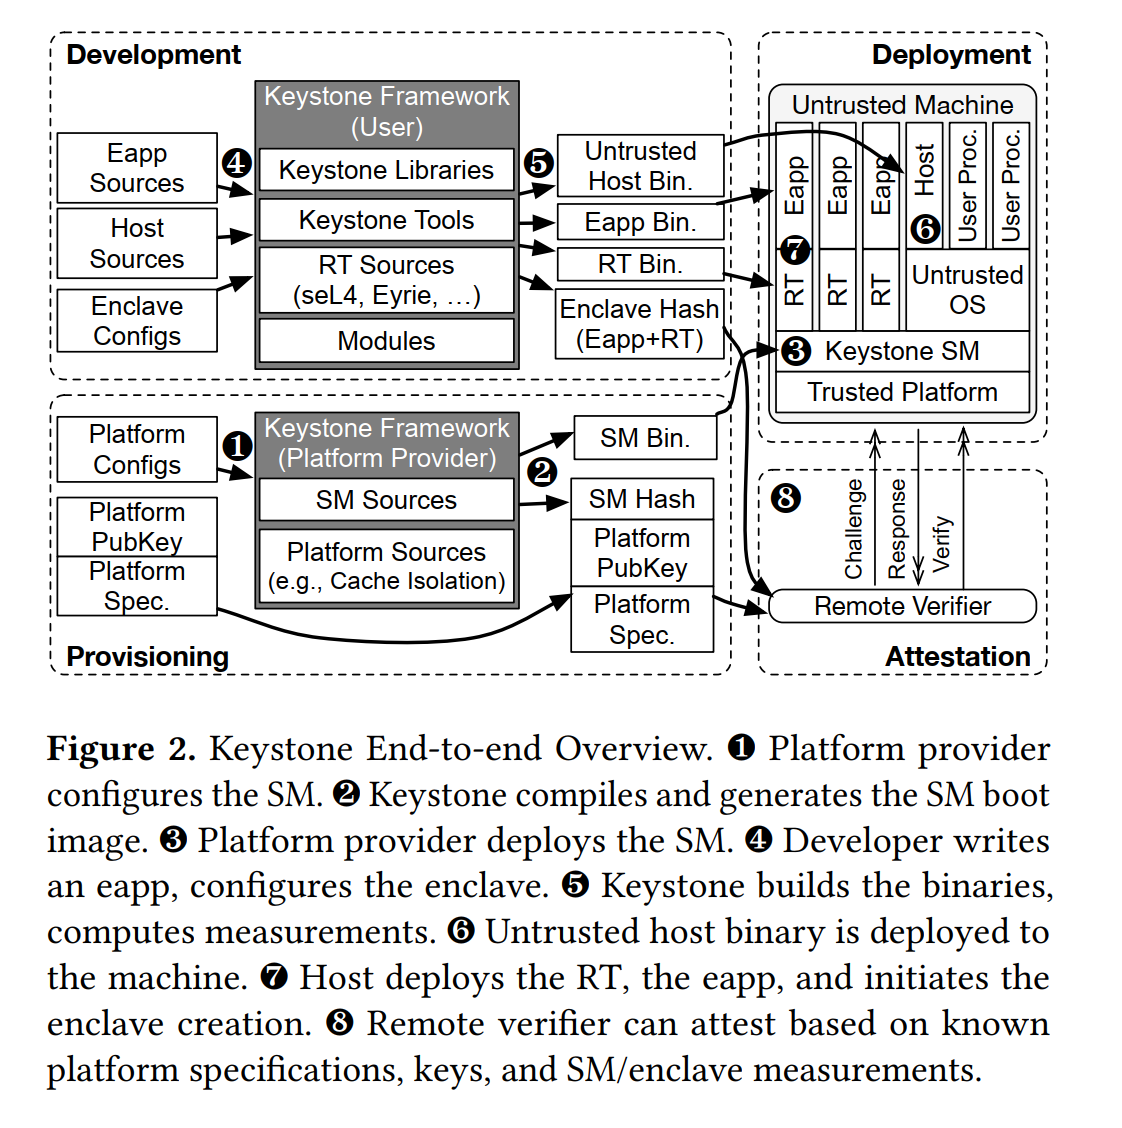 Development
Keystone Framework
(User)
Eapp
Sources
Host
Sources
Enclave
Configs
❹
Keystone Libraries
Keystone Tools
RT Sources
(seL4, Eyrie, …)
Modules
❺
Untrusted
Host Bin.
Eapp Bin.
RT Bin.
Enclave Hash
(Eapp+RT)
Deployment
Untrusted Machine
Eapp
Eapp
Eapp
Host
User Proc.
User Proc.
❻
❼
RT
RT
RT
Untrusted
OS
❸ Keystone SM
Trusted Platform
Platform
Configs
Platform
PubKey
Platform
Spec.
❶
Keystone Framework
(Platform Provider)
SM Sources
Platform Sources
(e.g., Cache Isolation)
❷
SM Bin.
SM Hash
Platform
PubKey
Platform
Spec.
Provisioning
❽
Challenge
Response
Verify
Remote Verifier
Attestation
Figure 2. Keystone End-to-end Overview. ❶ Platform provider
configures the SM. ❷ Keystone compiles and generates the SM boot
image. ❸ Platform provider deploys the SM. ❹ Developer writes
an eapp, configures the enclave. ❺ Keystone builds the binaries,
computes measurements. ❻ Untrusted host binary is deployed to
the machine. ❼ Host deploys the RT, the eapp, and initiates the
enclave creation. ❽ Remote verifier can attest based on known
platform specifications, keys, and SM/enclave measurements.